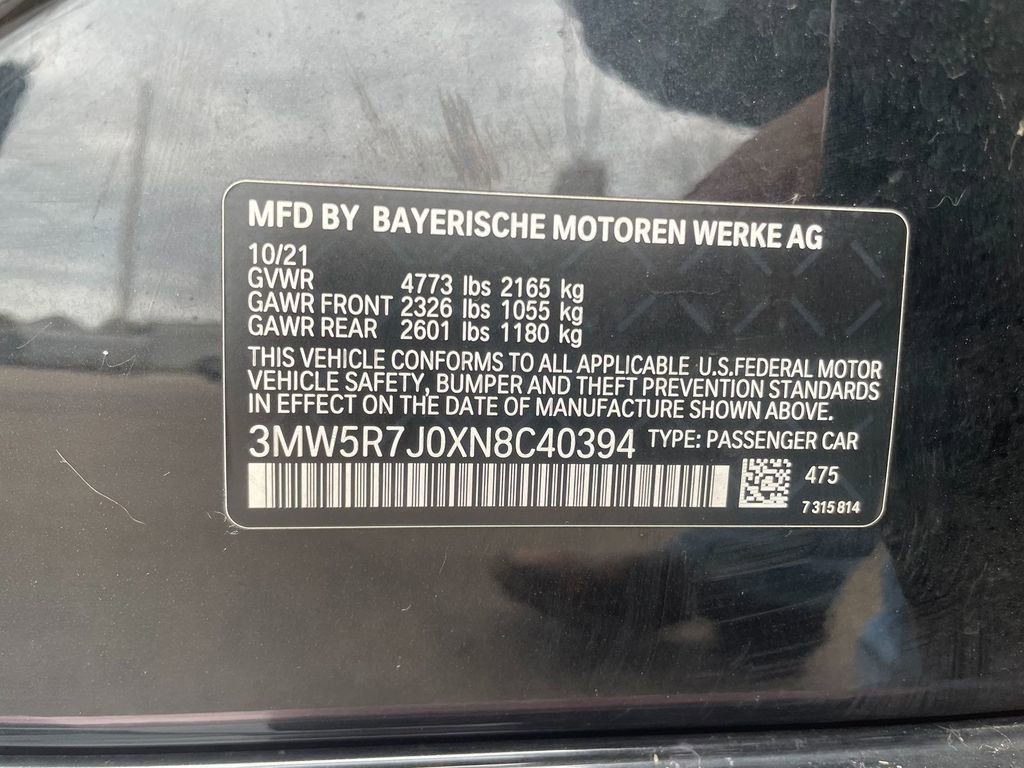 MFD BY BAYERISCHE MOTOREN WERKE AG
10/21
GVWR 4773 lbs 2165 kg
GAWR FRONT 2326 lbs 1055 kg
GAWR REAR 2601 lbs 1180 kg
THIS VEHICLE CONFORMS TO ALL APPLICABLE U.S.FEDERAL MOTOR
VEHICLE SAFETY, BUMPER AND THEFT PREVENTION STANDARDS
IN EFFECT ON THE DATE OF MANUFACTURE SHOWN ABOVE.
3MW5R7J0XN8C40394 TYPE: PASSENGER CAR
475
7 315 814